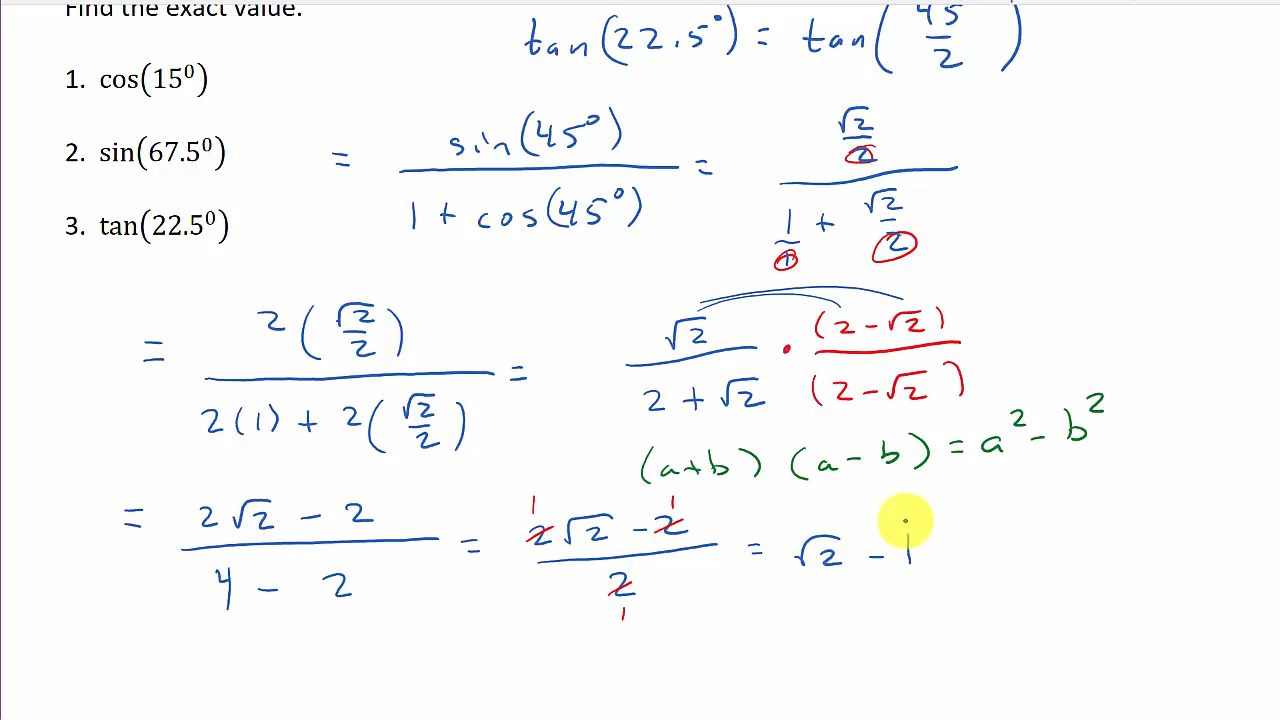 Find the exact value.
tan(22.5°) = tan(45/2)
1. cos(15⁰)
= sin(45°) / (1 + cos(45°)) = (√2/2) / (1/1 + √2/2)
2. sin(67.5⁰)
3. tan(22.5⁰)
= 2(√2/2) / (2(1) + 2(√2/2)) = √2 / (2 + √2) · (2 - √2) / (2 - √2)
(a+b) (a - b) = a² - b²
= (2√2 - 2) / (4 - 2) = (2√2 - 2) / 2 = √2 - 1
1 1
1